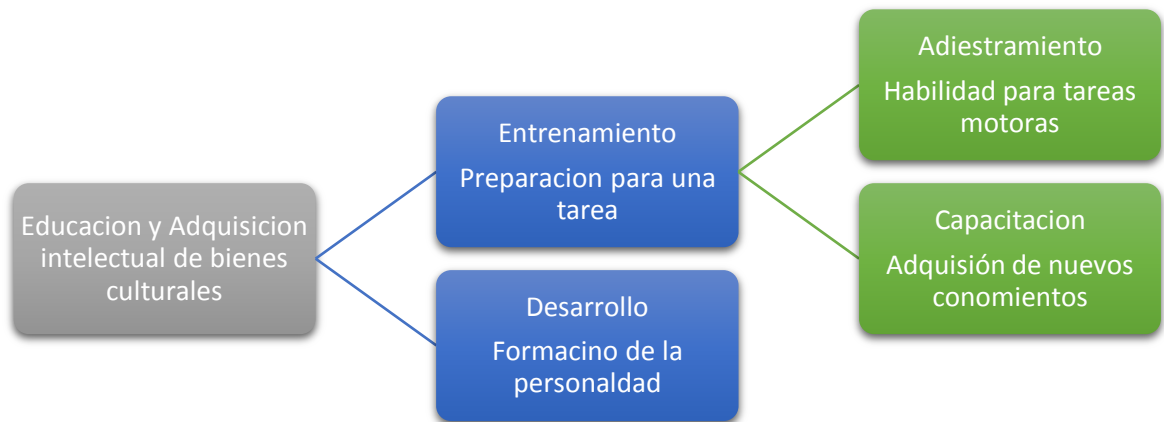 Educacion y Adquisicion
intelectual de bienes
culturales
Entrenamiento
Preparacion para una
tarea
Desarrollo
Formacino de la
personaldad
Adiestramiento
Habilidad para tareas
motoras
Capacitacion
Adquisión de nuevos
conomientos